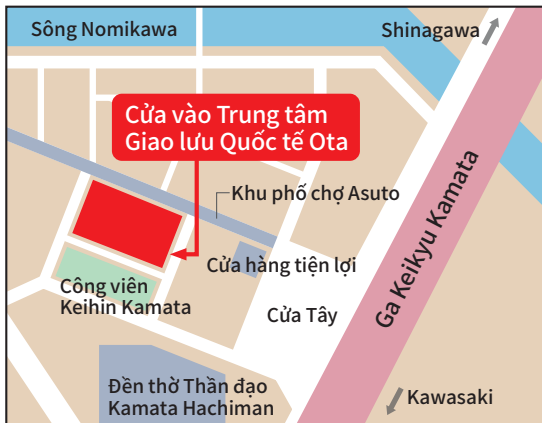 Sông Nomikawa
Shinagawa
Cửa vào Trung tâm
Giao lưu Quốc tế Ota
Khu phố chợ Asuto
Ga Keikyu Kamata
Cửa hàng tiện lợi
Công viên
Keihin Kamata
Cửa Tây
Đền thờ Thần đạo
Kamata Hachiman
Kawasaki